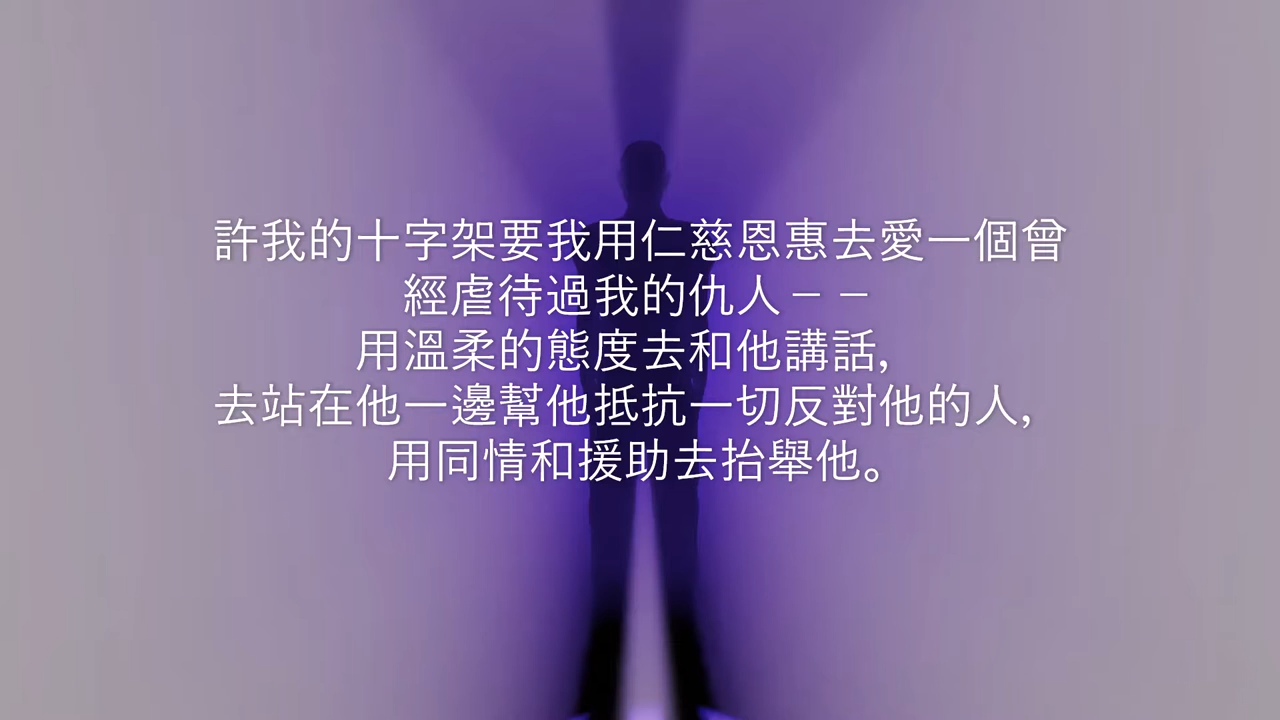 許我的十字架要我用仁慈恩惠去愛一個曾
經虐待過我的仇人－－
用溫柔的態度去和他講話,
去站在他一邊幫他抵抗一切反對他的人,
用同情和援助去抬舉他。